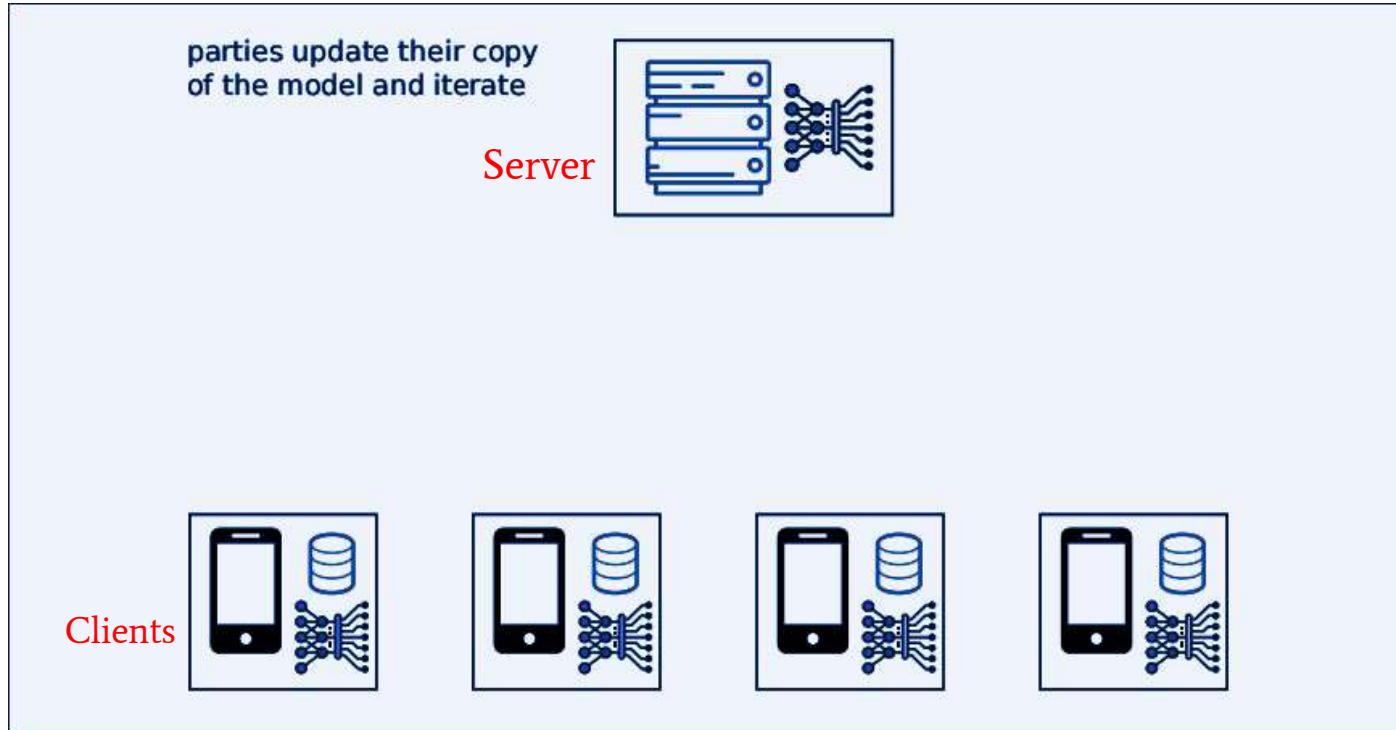 parties update their copy
of the model and iterate
Server
Clients